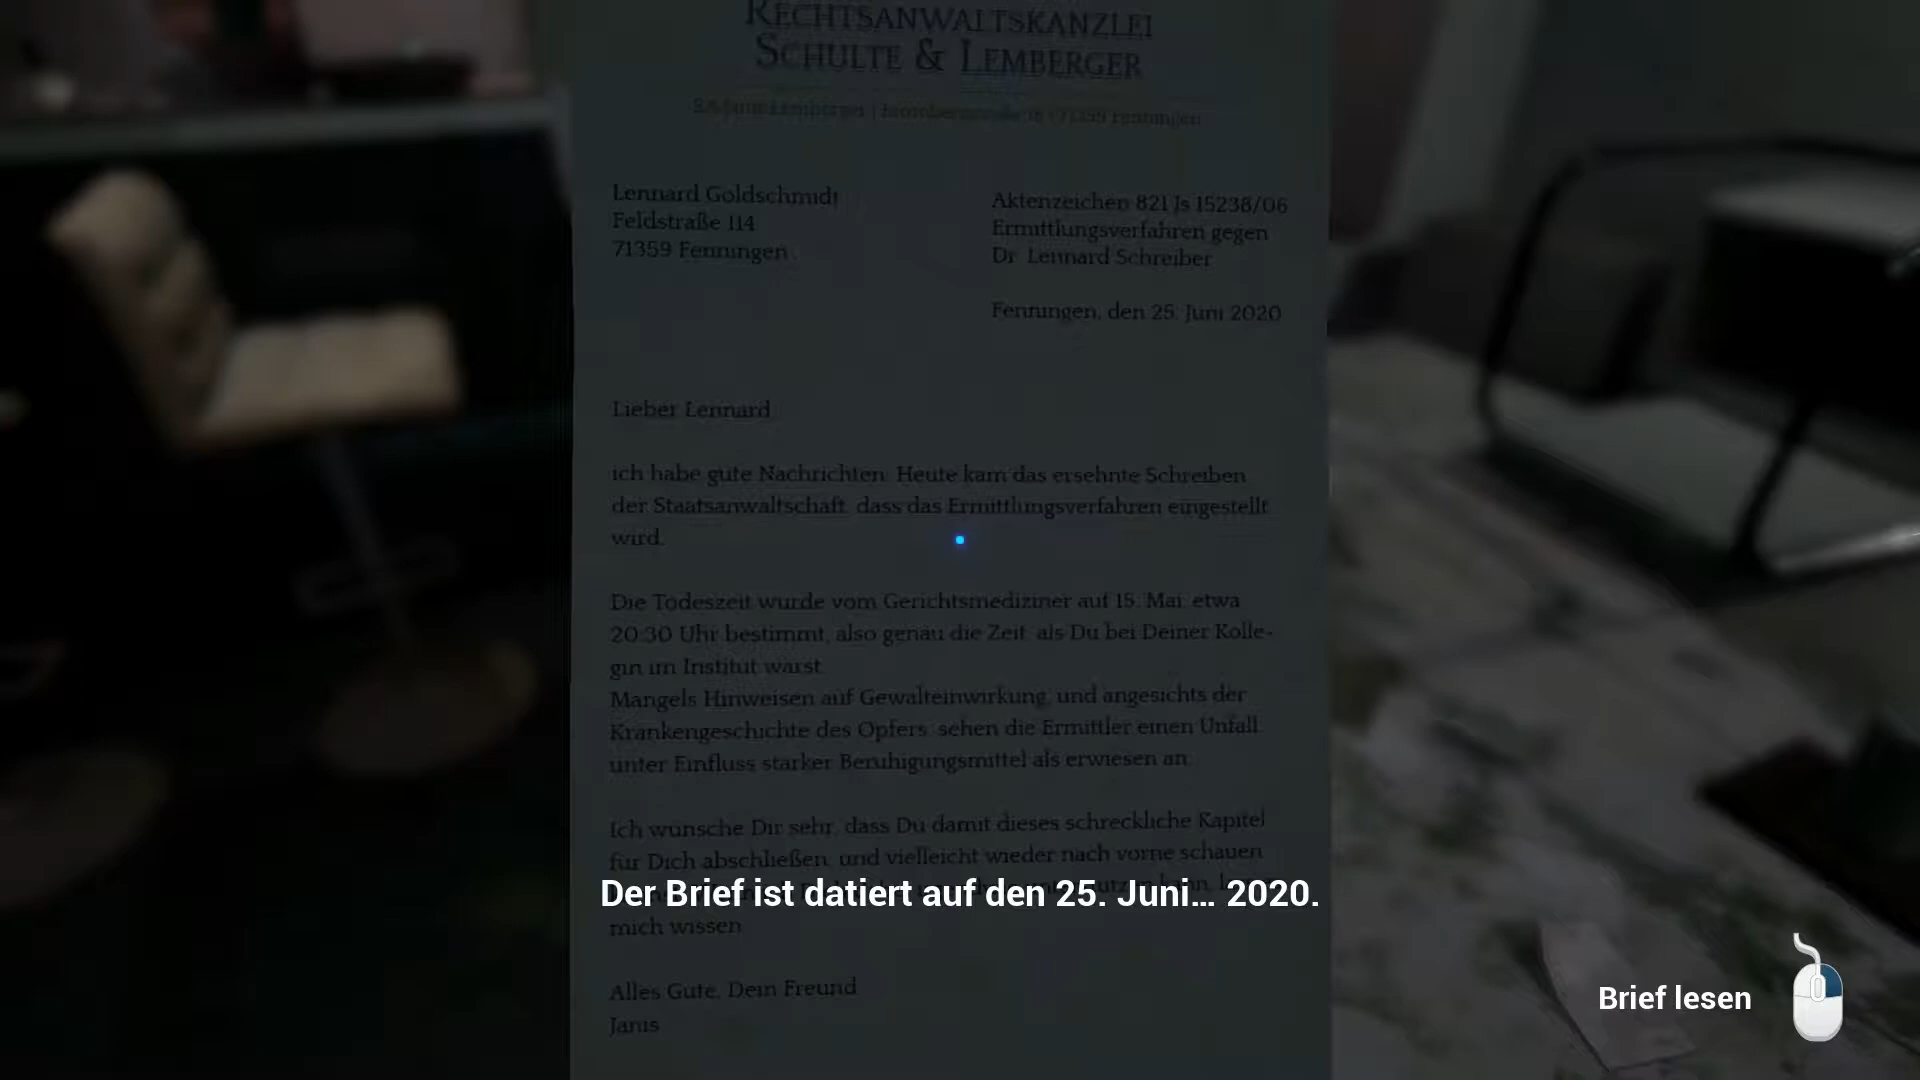 RECHTSANWALTSKANZLEI
SCHULTE & LEMBERGER
71359 Fenningen
Lennard Goldschmidt
Feldstraße 114
71359 Fenningen
Aktenzeichen 821 Js 15238/06
Ermittlungsverfahren gegen
Dr. Lennard Schreiber
Fenningen, den 25. Juni 2020
Lieber Lennard
ich habe gute Nachrichten. Heute kam das ersehnte Schreiben
der Staatsanwaltschaft, dass das Ermittlungsverfahren eingestellt
wird.
Die Todeszeit wurde vom Gerichtsmediziner auf 15. Mai, etwa
20:30 Uhr bestimmt, also genau die Zeit, als Du bei Deiner Kolle-
gin im Institut warst.
Mangels Hinweisen auf Gewalteinwirkung, und angesichts der
Krankengeschichte des Opfers, sehen die Ermittler einen Unfall
unter Einfluss starker Beruhigungsmittel als erwiesen an.
Ich wünsche Dir sehr, dass Du damit dieses schreckliche Kapitel
für Dich abschließen, und vielleicht wieder nach vorne schauen
Der Brief ist datiert auf den 25. Juni... 2020.
mich wissen
Alles Gute, Dein Freund
Janis
Brief lesen